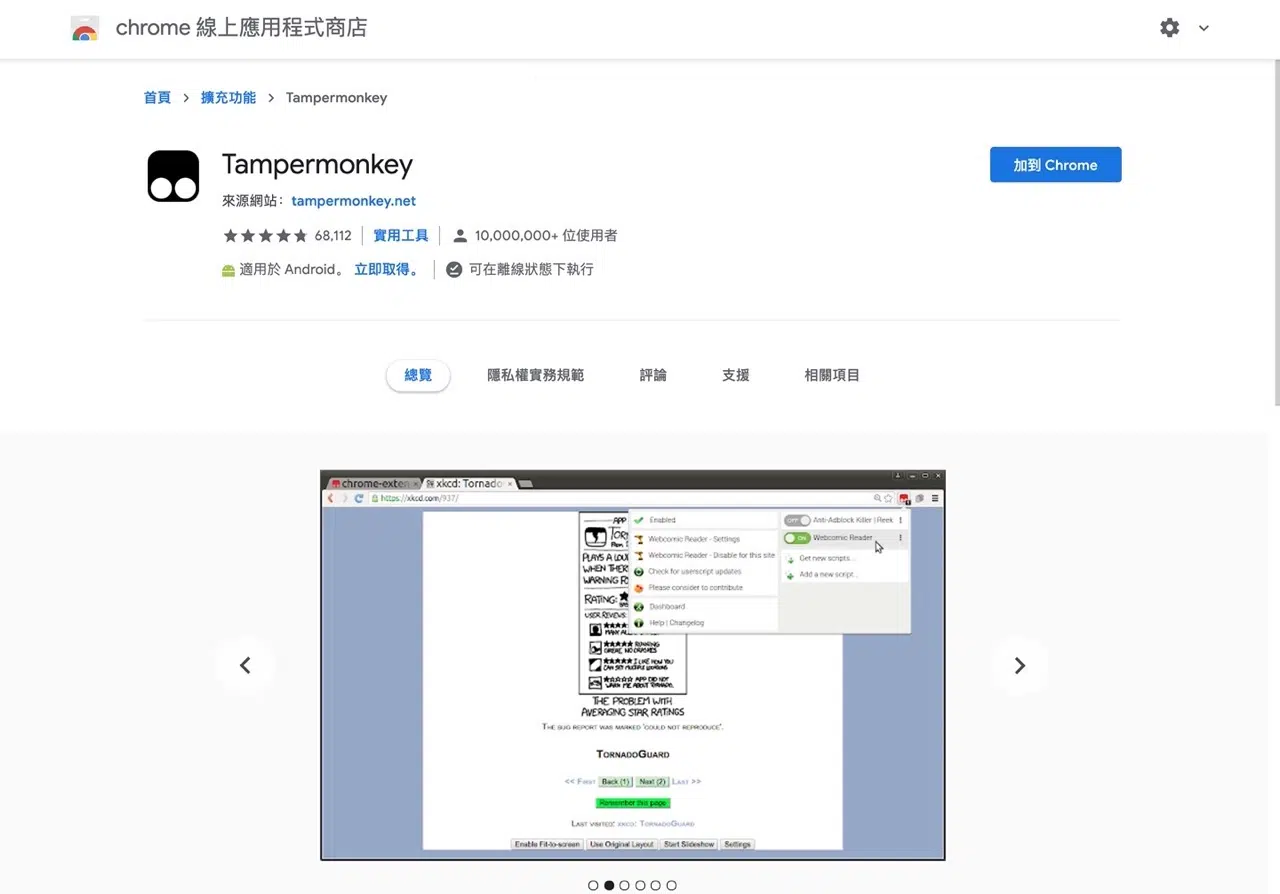 chrome 線上應用程式商店
首頁 > 擴充功能 > Tampermonkey
Tampermonkey
加到 Chrome
來源網站： tampermonkey.net
68,112 實用工具 10,000,000+ 位使用者
適用於 Android。 立即取得。 可在離線狀態下執行
總覽 隱私權實務規範 評論 支援 相關項目
chrome-exten xkcd: Tornado
https://xkcd.com/937/
Enabled
Webcomic Reader - Settings
Webcomic Reader - Disable for this site
Check for userscript updates
Please consider to contribute
Dashboard
Help | Changelog
OFF Anti-Adblock Killer | Reek
ON Webcomic Reader
Get new scripts...
Add a new script...
APP
PLAYS A LOU
WHEN THER
WARNING FO
RATING:
USER REVIEWS:
RUNNING
GREAT, NO CRASHES
I LIKE HOW YOU
CAN SET MULTIPLE LOCATIONS
APP DID NOT
WARN ME ABOUT TORNADO.
THE PROBLEM WITH
AVERAGING STAR RATINGS
THE BUG REPORT WAS MARKED 'COULD NOT REPRODUCE'.
TORNADOGUARD
<< FIRST Back (1) Next (2) LAST >>
Remember this page
LAST VISITED: XKCD: TORNADOGUARD
Enable Fit-to-screen Use Original Layout Start Slideshow Settings